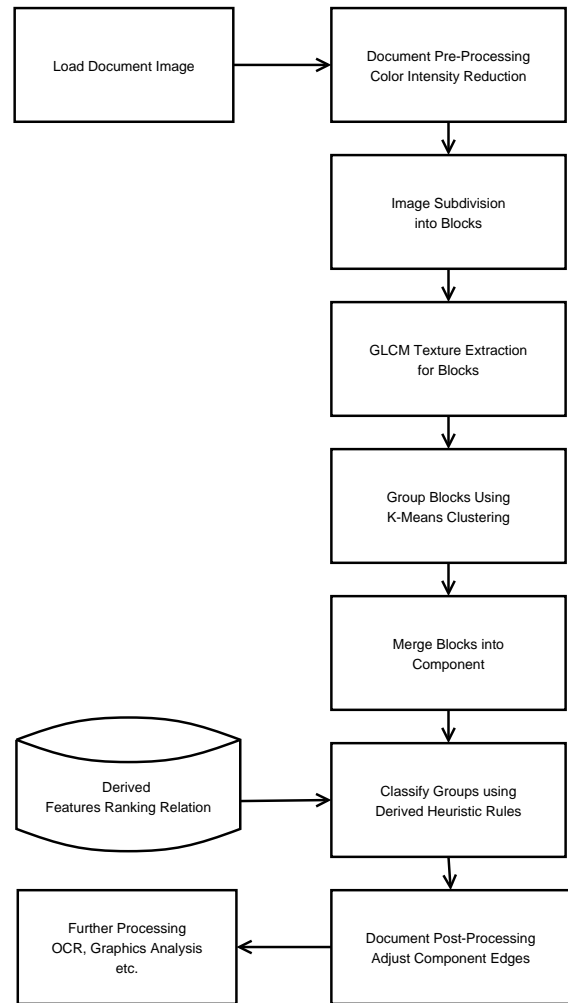 Load Document Image
Document Pre-Processing
Color Intensity Reduction
Image Subdivision
into Blocks
GLCM Texture Extraction
for Blocks
Group Blocks Using
K-Means Clustering
Merge Blocks into
Component
Derived
Features Ranking Relation
Classify Groups using
Derived Heuristic Rules
Document Post-Processing
Adjust Component Edges
Further Processing
OCR, Graphics Analysis
etc.